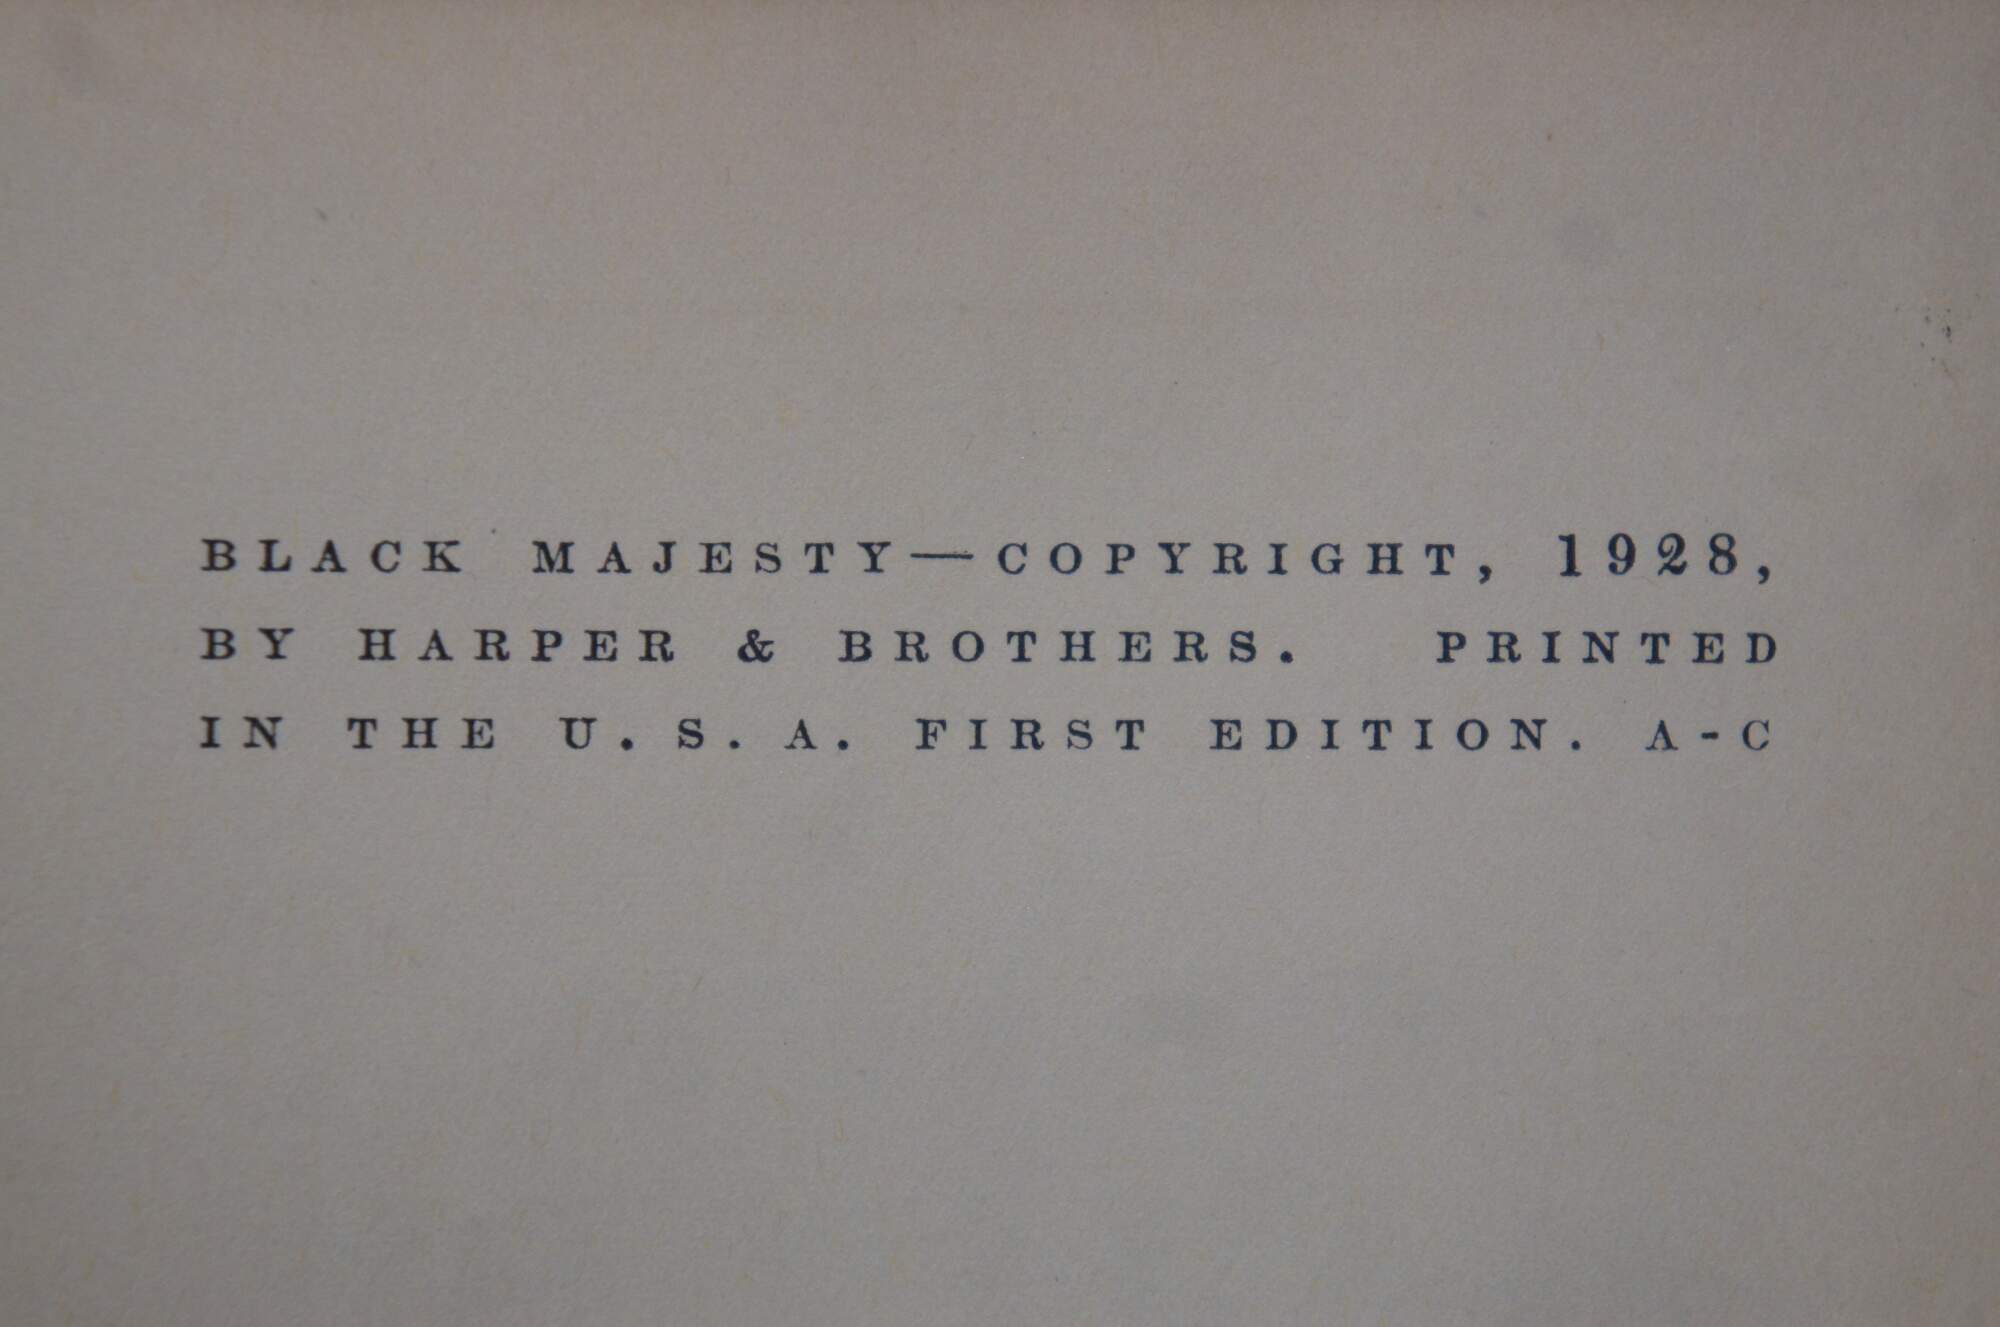 BLACK MAJESTY—COPYRIGHT, 1928,
BY HARPER & BROTHERS. PRINTED
IN THE U. S. A. FIRST EDITION. A-C